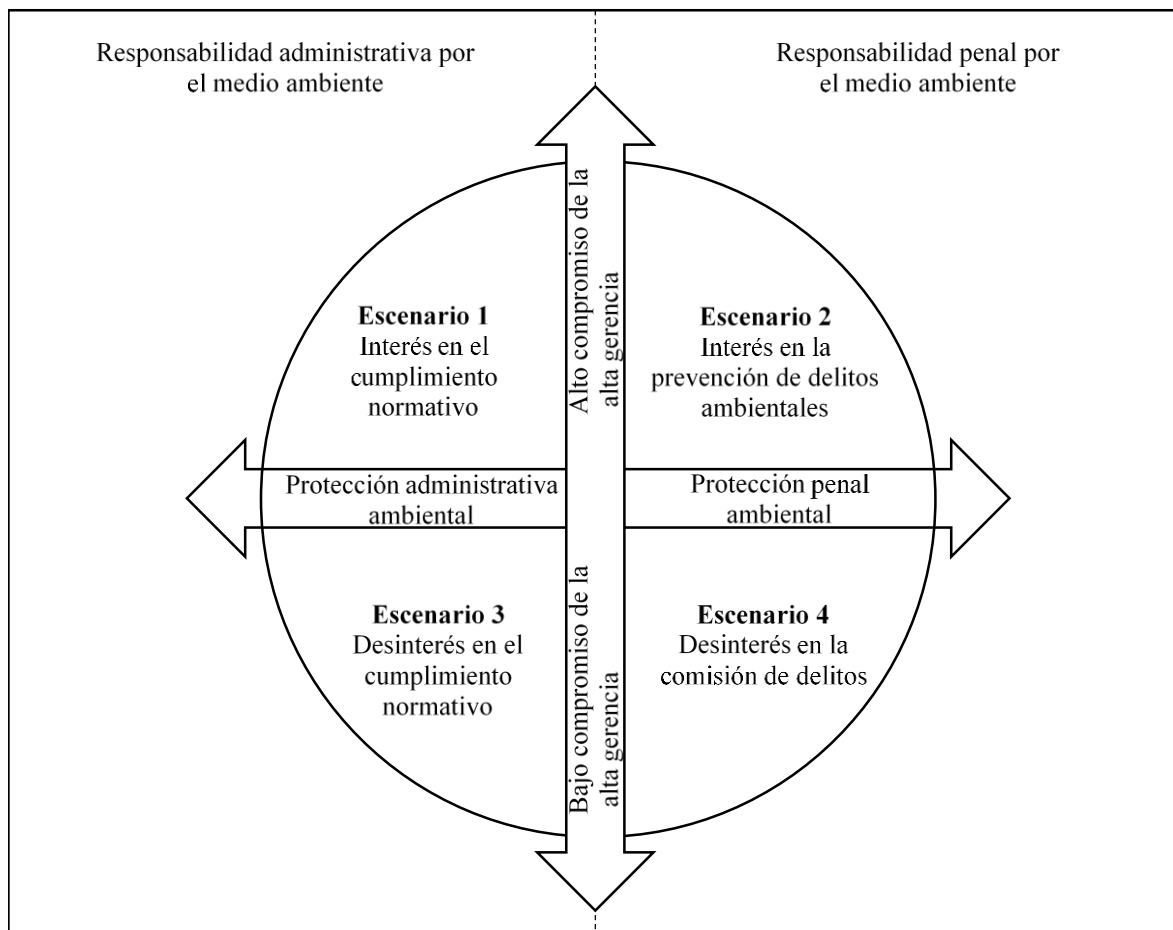 Responsabilidad administrativa por
el medio ambiente
Responsabilidad penal por
el medio ambiente
Alto compromiso de la
alta gerencia
Escenario 1
Interés en el
cumplimiento
normativo
Escenario 2
Interés en la
prevención de delitos
ambientales
Protección administrativa
ambiental
Protección penal
ambiental
Bajo compromiso de la
alta gerencia
Escenario 3
Desinterés en el
cumplimiento
normativo
Escenario 4
Desinterés en la
comisión de delitos